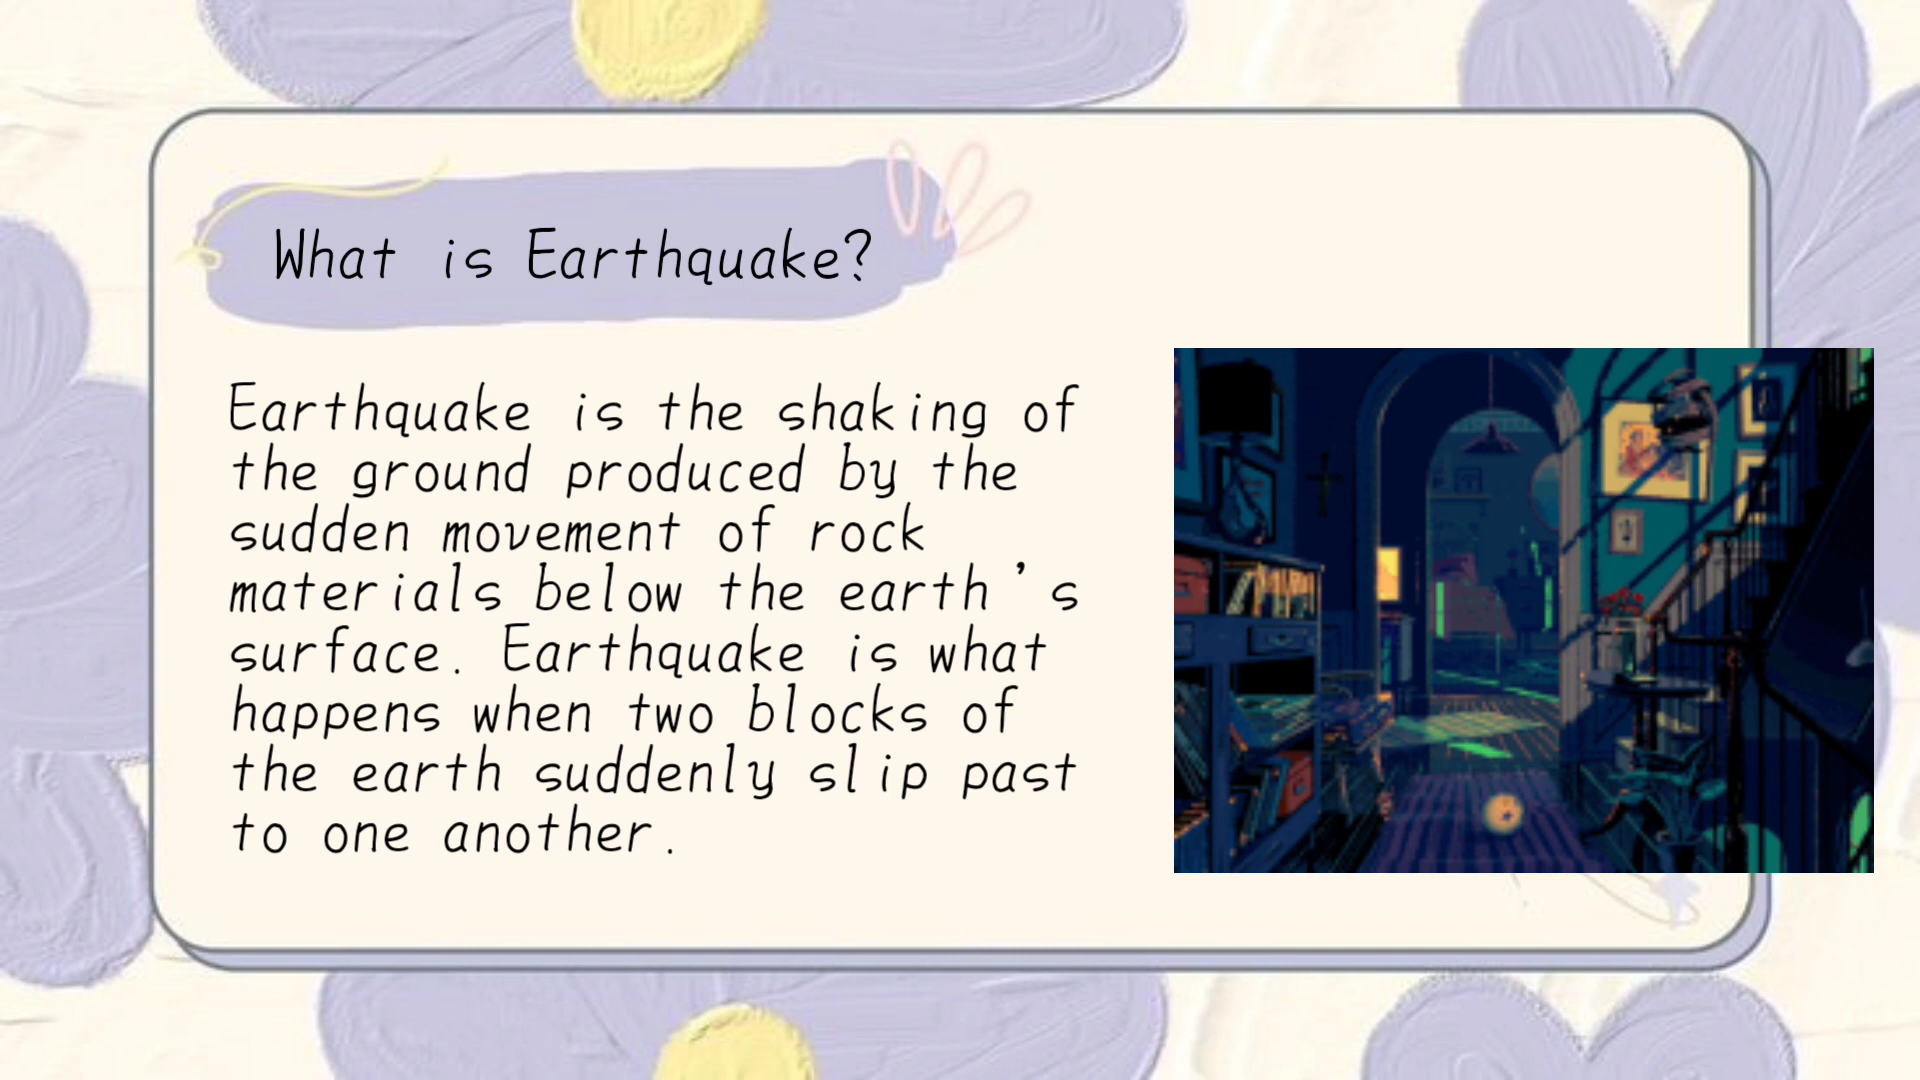 What is Earthquake?
Earthquake is the shaking of
the ground produced by the
sudden movement of rock
materials below the earth's
surface. Earthquake is what
happens when two blocks of
the earth suddenly slip past
to one another.